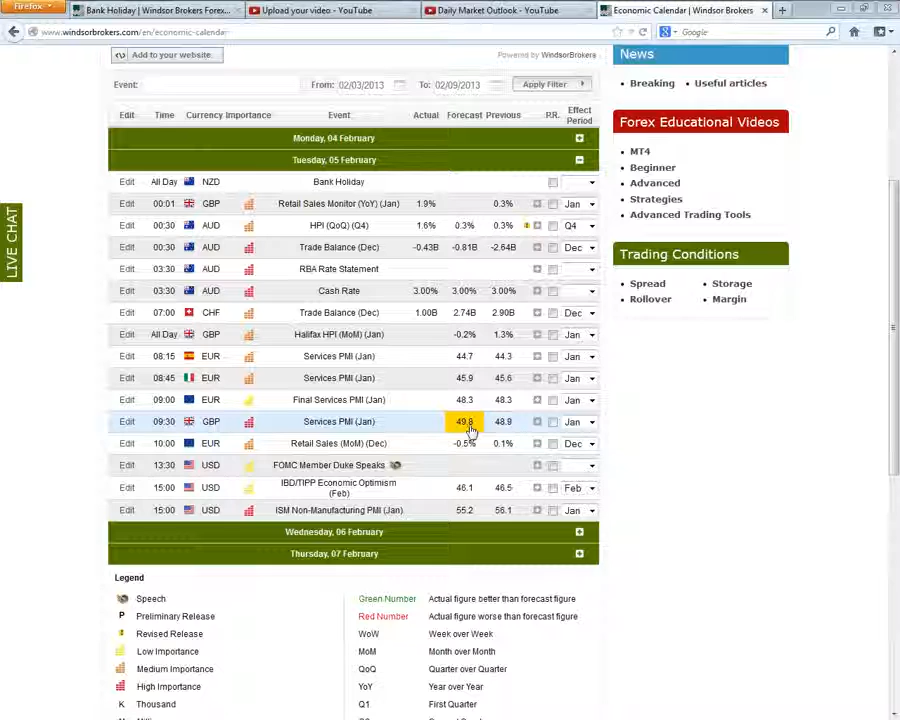 Firefox
Bank Holiday | Windsor Brokers Forex...
Upload your video - YouTube
Daily Market Outlook - YouTube
Economic Calendar | Windsor Brokers
www.windsorbrokers.com/en/economic-calendar
Google
Add to your website
Powered by WindsorBrokers
Event: From: 02/03/2013 To: 02/09/2013 Apply Filter
Edit Time Currency Importance Event Actual Forecast Previous P.R. Effect Period
Monday, 04 February
Tuesday, 05 February
Edit All Day NZD Bank Holiday
Edit 00:01 GBP Retail Sales Monitor (YoY) (Jan) 1.9% 0.3% Jan
Edit 00:30 AUD HPI (QoQ) (Q4) 1.6% 0.3% 0.3% Q4
Edit 00:30 AUD Trade Balance (Dec) -0.43B -0.81B -2.64B Dec
Edit 03:30 AUD RBA Rate Statement
Edit 03:30 AUD Cash Rate 3.00% 3.00% 3.00% Jan
Edit 07:00 CHF Trade Balance (Dec) 1.00B 2.74B 2.90B Dec
Edit All Day GBP Halifax HPI (MoM) (Jan) -0.2% 1.3% Jan
Edit 08:15 EUR Services PMI (Jan) 44.7 44.3 Jan
Edit 08:45 EUR Services PMI (Jan) 45.9 45.6 Jan
Edit 09:00 EUR Final Services PMI (Jan) 48.3 48.3 Jan
Edit 09:30 GBP Services PMI (Jan) 49.8 48.9 Jan
Edit 10:00 EUR Retail Sales (MoM) (Dec) -0.5% 0.1% Dec
Edit 13:30 USD FOMC Member Duke Speaks
Edit 15:00 USD IBD/TIPP Economic Optimism (Feb) 46.1 46.5 Feb
Edit 15:00 USD ISM Non-Manufacturing PMI (Jan) 55.2 56.1 Jan
Wednesday, 06 February
Thursday, 07 February
Legend
Speech
P Preliminary Release
Revised Release
Low Importance
Medium Importance
High Importance
K Thousand
Green Number Actual figure better than forecast figure
Red Number Actual figure worse than forecast figure
WoW Week over Week
MoM Month over Month
QoQ Quarter over Quarter
YoY Year over Year
Q1 First Quarter
News
Breaking
Useful articles
Forex Educational Videos
MT4
Beginner
Advanced
Strategies
Advanced Trading Tools
Trading Conditions
Spread
Storage
Rollover
Margin
LIVE CHAT